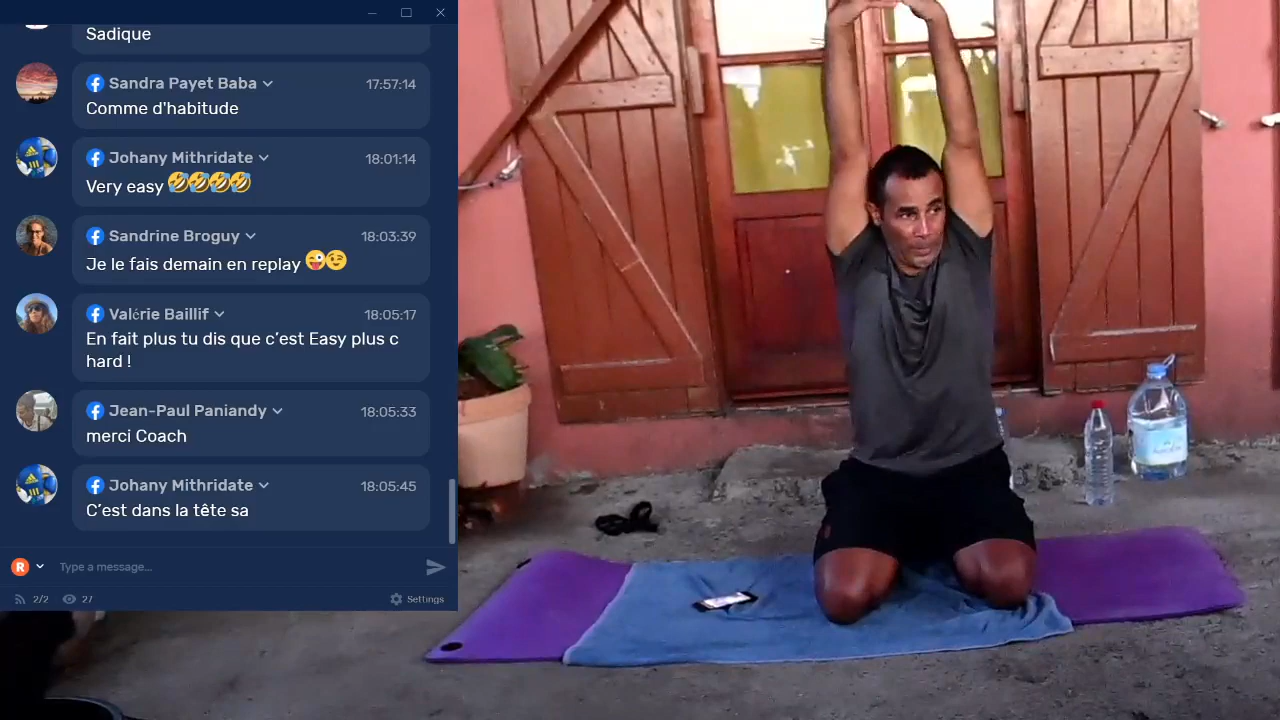 Sadique
Sandra Payet Baba 17:57:14
Comme d'habitude
Johany Mithridate 18:01:14
Very easy 🤣🤣🤣🤣
Sandrine Broguy 18:03:39
Je le fais demain en replay 😜😉
Valérie Baillif 18:05:17
En fait plus tu dis que c’est Easy plus c
hard !
Jean-Paul Paniandy 18:05:33
merci Coach
Johany Mithridate 18:05:45
C’est dans la tête sa
R
Type a message...
2/2 27 Settings